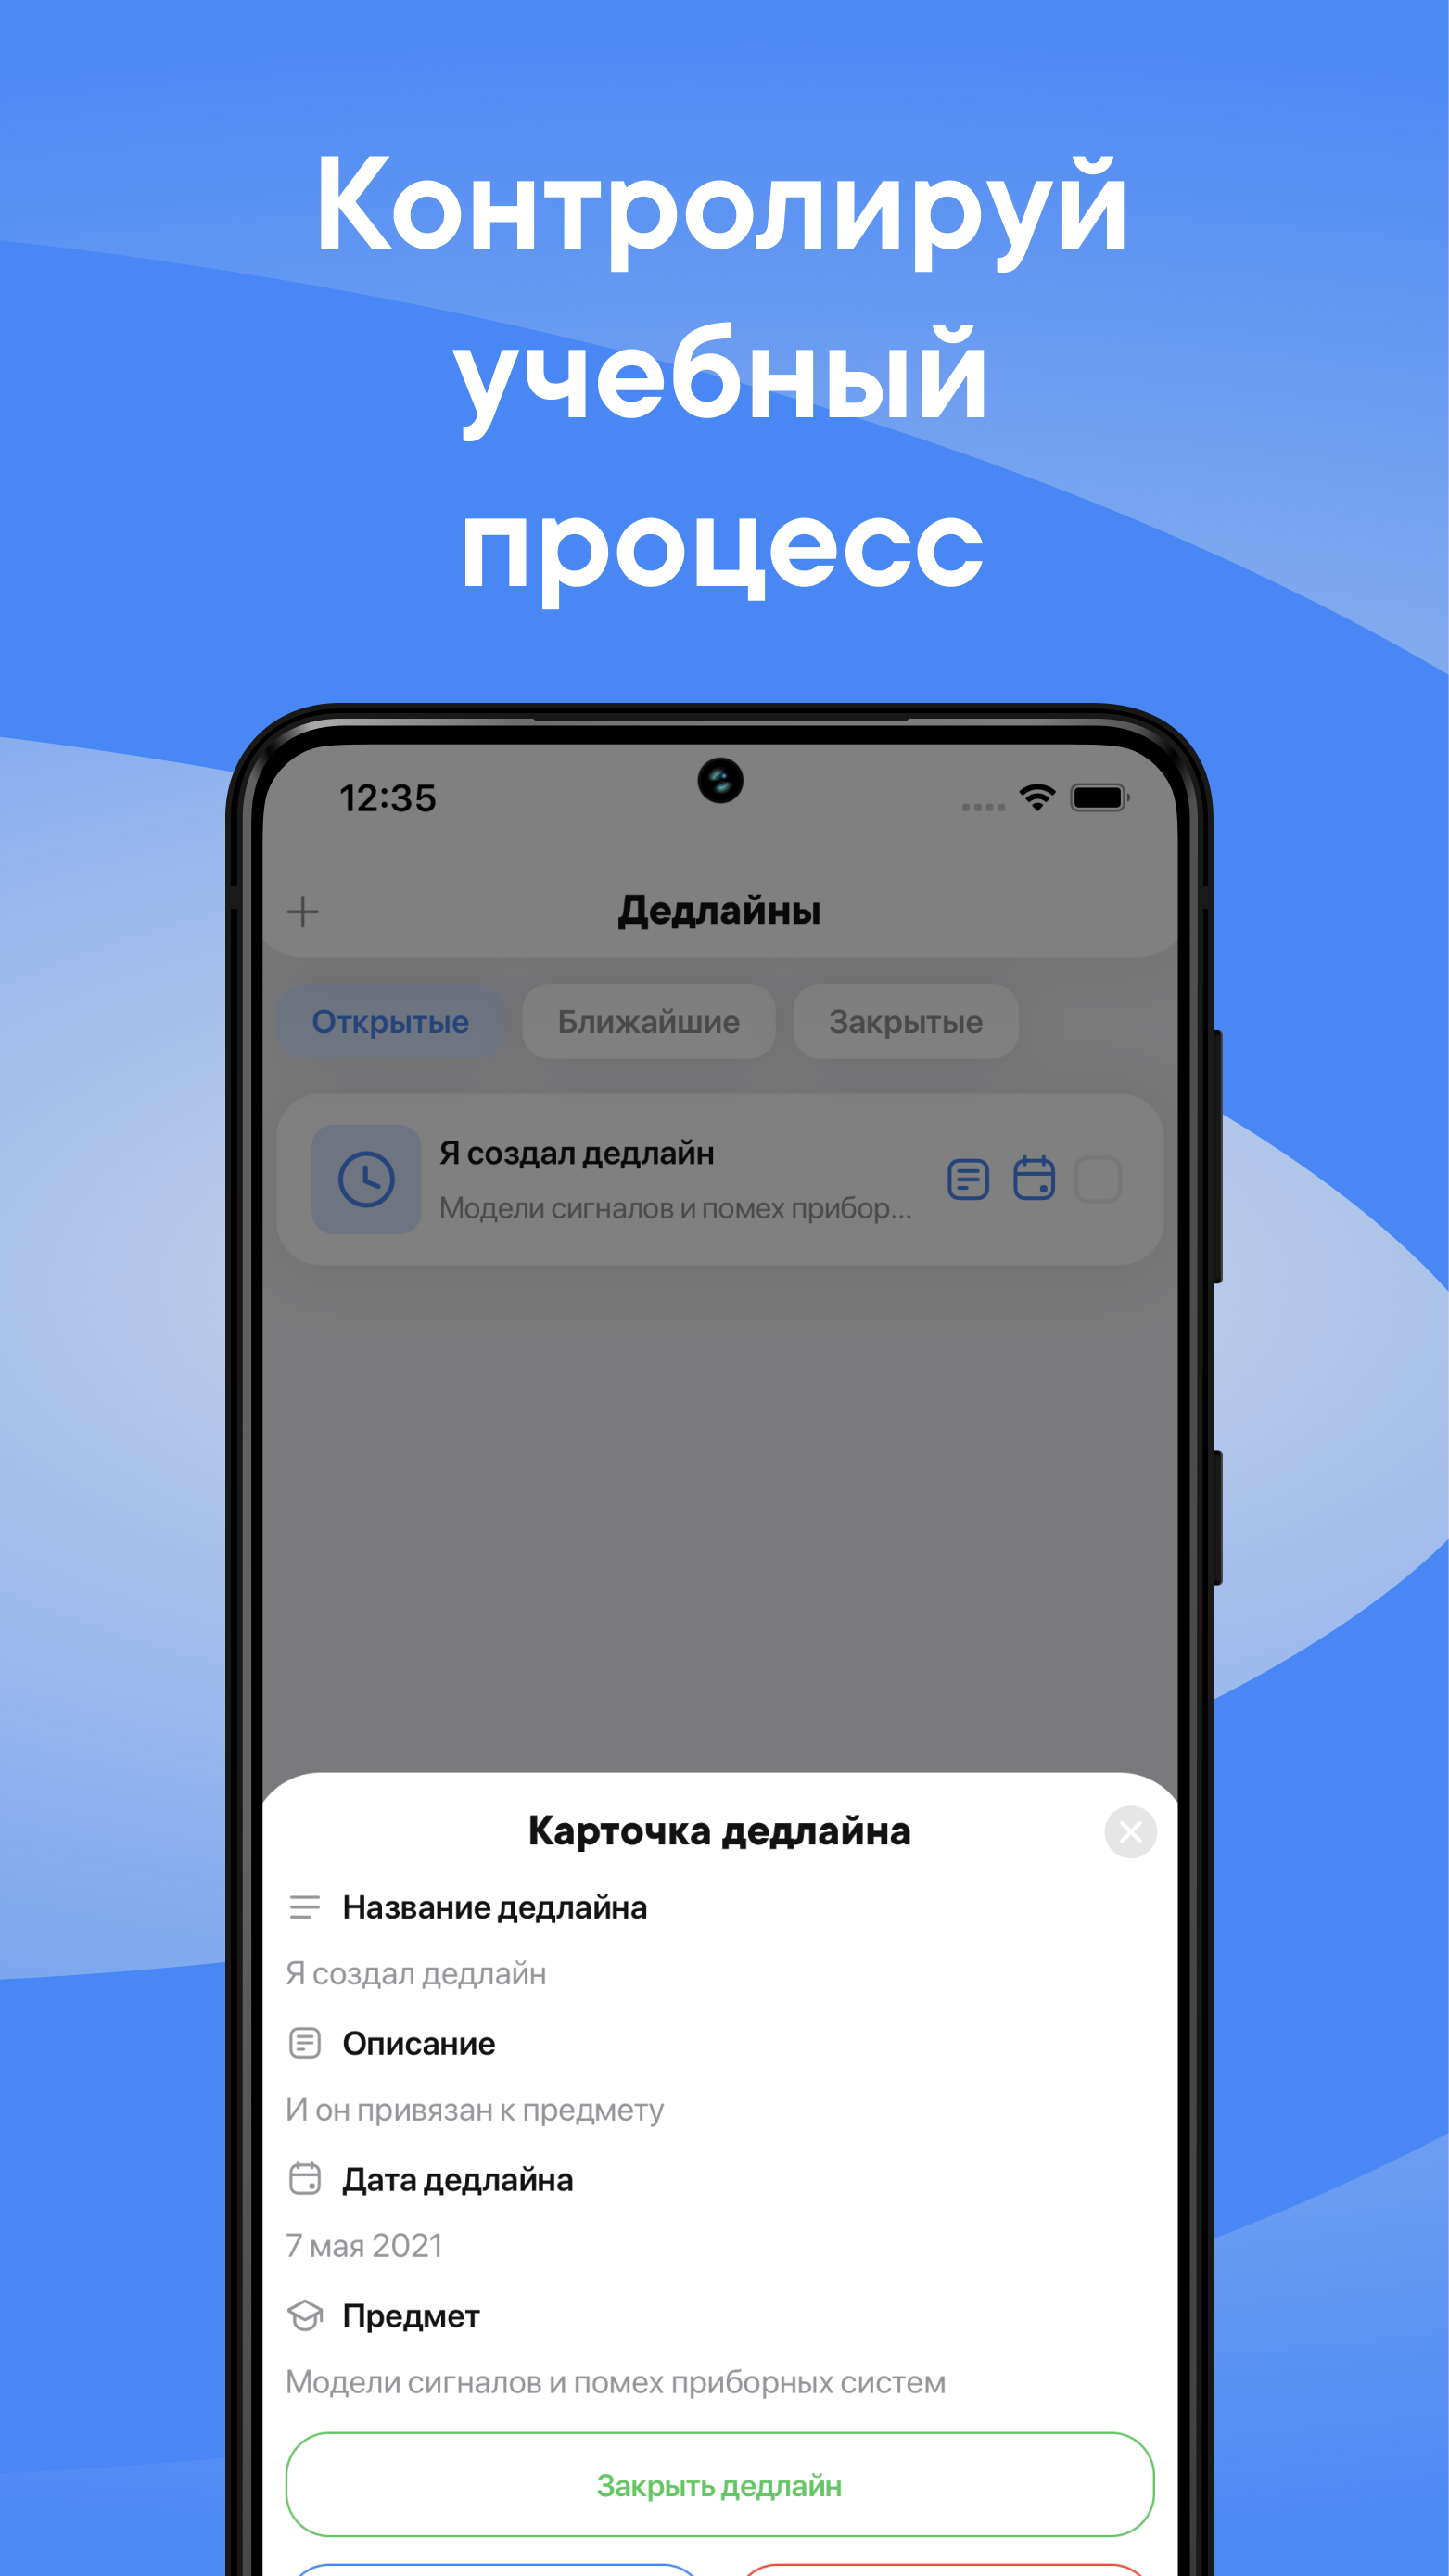 Контролируй
учебный
процесс
12:35
Дедлайны
Открытые
Ближайшие
Закрытые
Я создал дедлайн
Модели сигналов и помех прибор...
Карточка дедлайна
Название дедлайна
Я создал дедлайн
Описание
И он привязан к предмету
Дата дедлайна
7 мая 2021
Предмет
Модели сигналов и помех приборных систем
Закрыть дедлайн